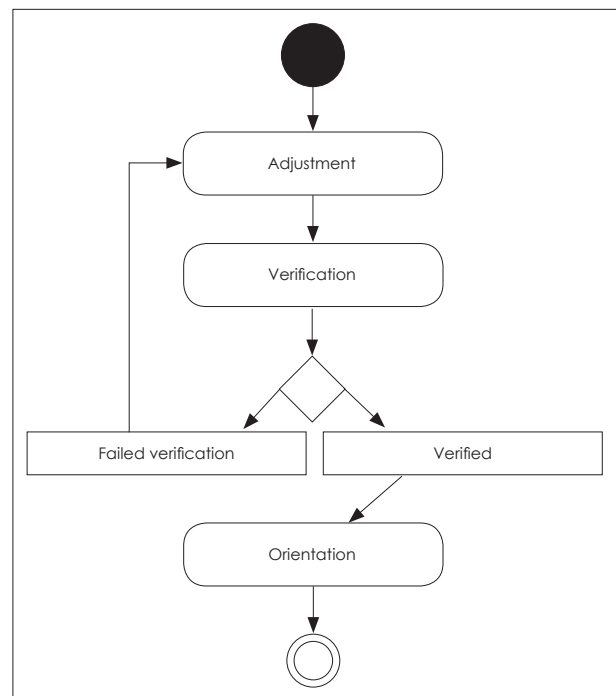 Adjustment
Verification
Failed verification
Verified
Orientation